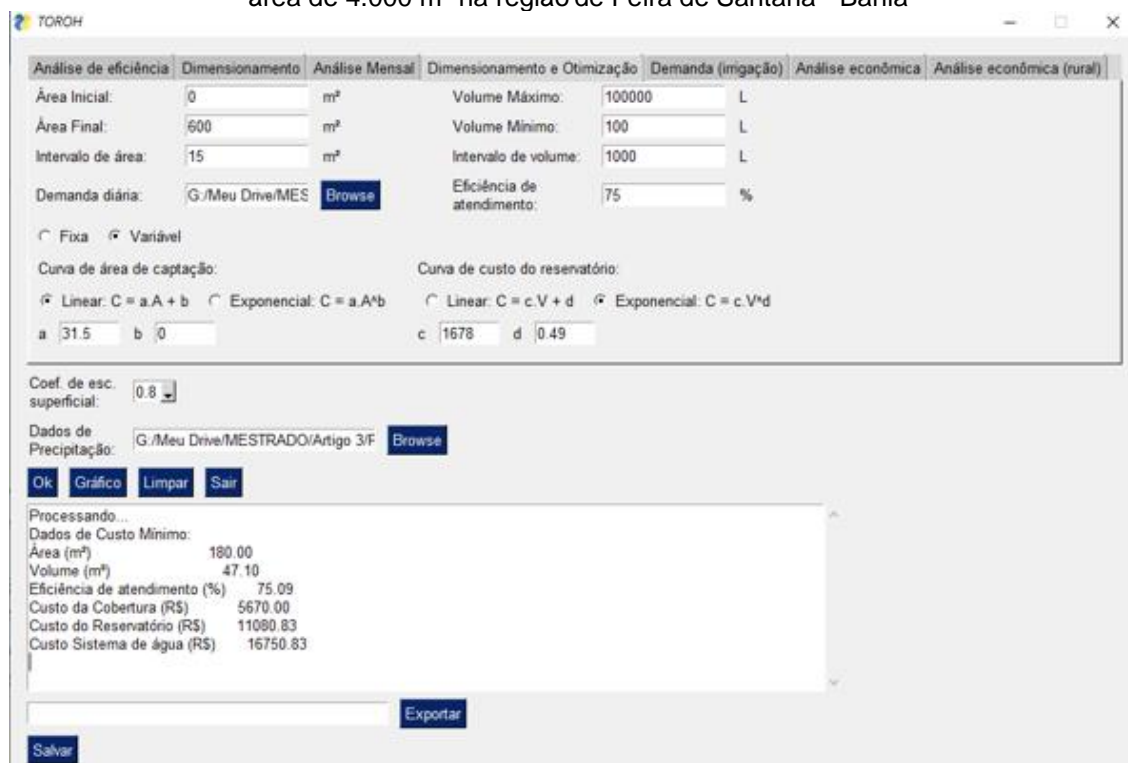 área de 4.000 m² na região de Feira de Santana - Bahia
TOROH
Análise de eficiência Dimensionamento Análise Mensal Dimensionamento e Otimização Demanda (irrigação) Análise econômica Análise econômica (rural)
Área Inicial: 0 m² Volume Máximo: 100000 L
Área Final: 600 m² Volume Mínimo: 100 L
Intervalo de área: 15 m² Intervalo de volume: 1000 L
Demanda diária: G:/Meu Drive/MES Browse Eficiência de atendimento: 75 %
Fixa Variável
Curva de área de captação: Curva de custo do reservatório:
Linear: C = a.A + b Exponencial: C = a.A^b Linear: C = c.V + d Exponencial: C = c.V^d
a 31.5 b 0 c 1678 d 0.49
Coef. de esc. superficial: 0.8
Dados de Precipitação: G:/Meu Drive/MESTRADO/Artigo 3/F Browse
Ok Gráfico Limpar Sair
Processando...
Dados de Custo Mínimo:
Área (m²) 180.00
Volume (m³) 47.10
Eficiência de atendimento (%) 75.09
Custo da Cobertura (R$) 5670.00
Custo do Reservatório (R$) 11080.83
Custo Sistema de água (R$) 16750.83
Exportar
Salvar